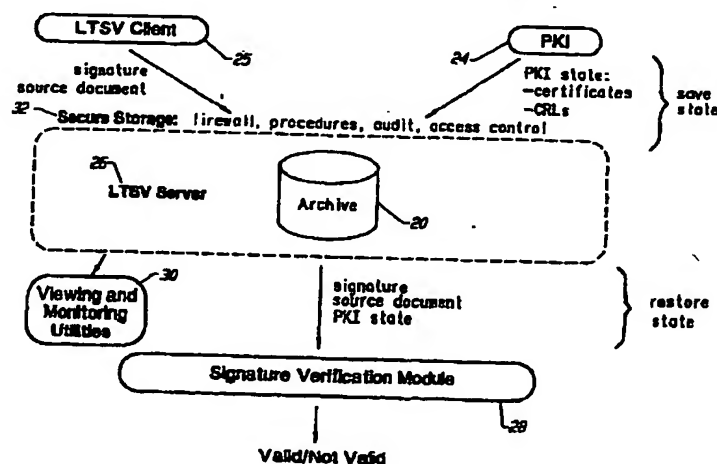 LTSV Client
25
24
PKI
signature
source document
PKI state:
-certificates
-CRLs
save
state
32
Secure Storage: firewall, procedures, audit, access control
26
LTSV Server
Archive
20
30
Viewing and
Monitoring
Utilities
signature
source document
PKI state
restore
state
Signature Verification Module
28
Valid/Not Valid